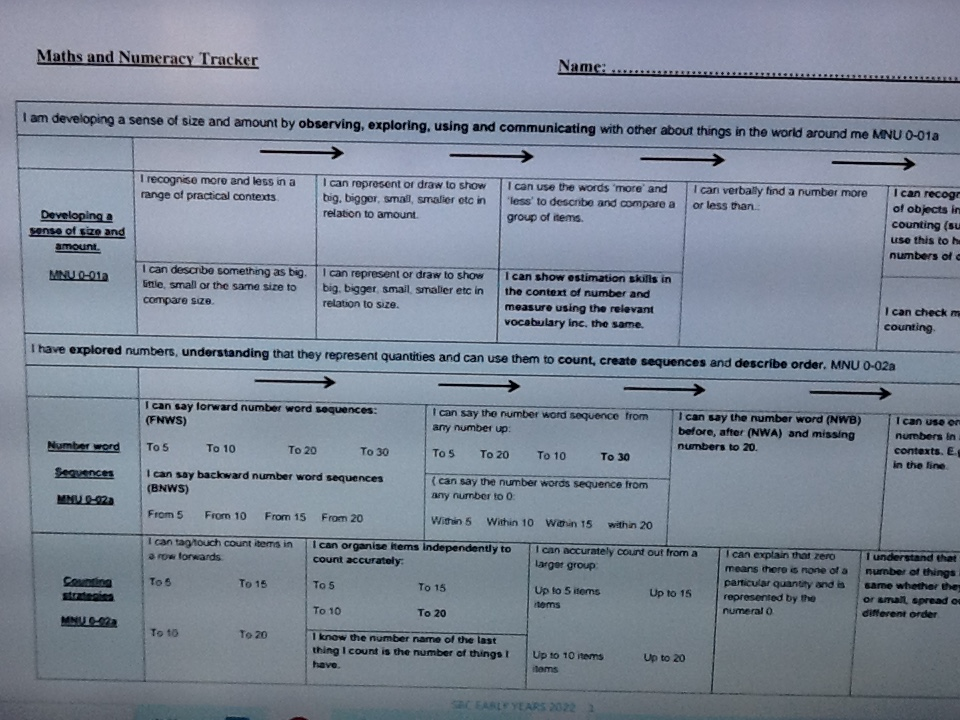 Maths and Numeracy Tracker
Name: ..............................................................
I am developing a sense of size and amount by observing, exploring, using and communicating with other about things in the world around me MNU 0-01a
Developing a
sense of size and
amount.
MNU 0-01a
I recognise more and less in a
range of practical contexts.
I can represent or draw to show
big, bigger, small, smaller etc in
relation to amount.
I can use the words 'more' and
'less' to describe and compare a
group of items.
I can verbally find a number more
or less than..
I can recogn
of objects in
counting (su
use this to h
numbers of o
I can describe something as big,
little, small or the same size to
compare size.
I can represent or draw to show
big, bigger, small, smaller etc in
relation to size.
I can show estimation skills in
the context of number and
measure using the relevant
vocabulary inc. the same.
I can check m
counting.
I have explored numbers, understanding that they represent quantities and can use them to count, create sequences and describe order. MNU 0-02a
Number word
Sequences
MNU 0-02a
I can say forward number word sequences:
(FNWS)
To 5 To 10 To 20 To 30
I can say backward number word sequences
(BNWS)
From 5 From 10 From 15 From 20
I can say the number word sequence from
any number up:
To 5 To 20 To 10 To 30
I can say the number words sequence from
any number to 0:
Within 5 Within 10 Within 15 within 20
I can say the number word (NWB)
before, after (NWA) and missing
numbers to 20.
I can use or
numbers in
contexts. E.g
in the line.
Counting
strategies
MNU 0-02a
I can tag/touch count items in
a row forwards.
To 5 To 15
To 10 To 20
I can organise items independently to
count accurately:
To 5 To 15
To 10 To 20
I know the number name of the last
thing I count is the number of things I
have.
I can accurately count out from a
larger group:
Up to 5 items Up to 15
items
Up to 10 items Up to 20
items
I can explain that zero
means there is none of a
particular quantity and is
represented by the
numeral 0.
I understand that
number of things
same whether they
or small, spread ou
different order.
SBC EARLY YEARS 2022 1